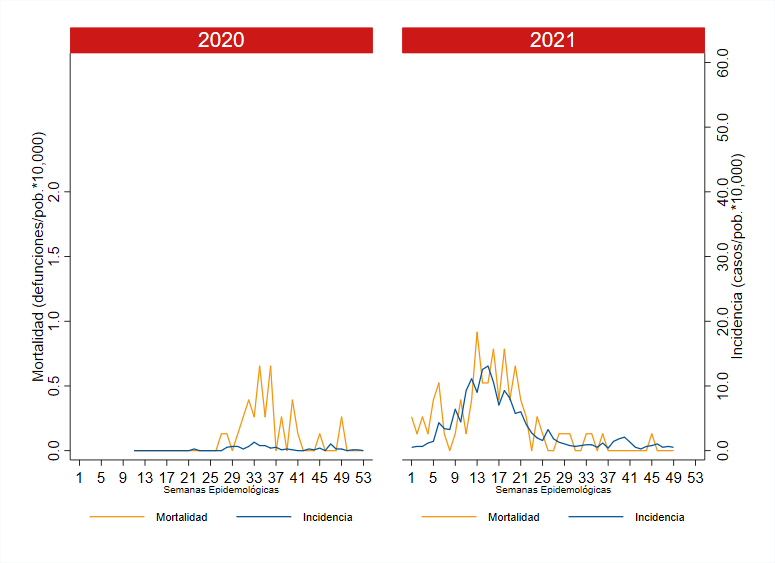 2020
2021
Mortalidad (defunciones/pob.*10,000)
0.0 0.5 1.0 1.5 2.0
Incidencia (casos/pob.*10,000)
0.0 10.0 20.0 30.0 40.0 50.0 60.0
1 5 9 13 17 21 25 29 33 37 41 45 49 53
Semanas Epidemológicas
1 5 9 13 17 21 25 29 33 37 41 45 49 53
Semanas Epidemológicas
Mortalidad Incidencia
Mortalidad Incidencia